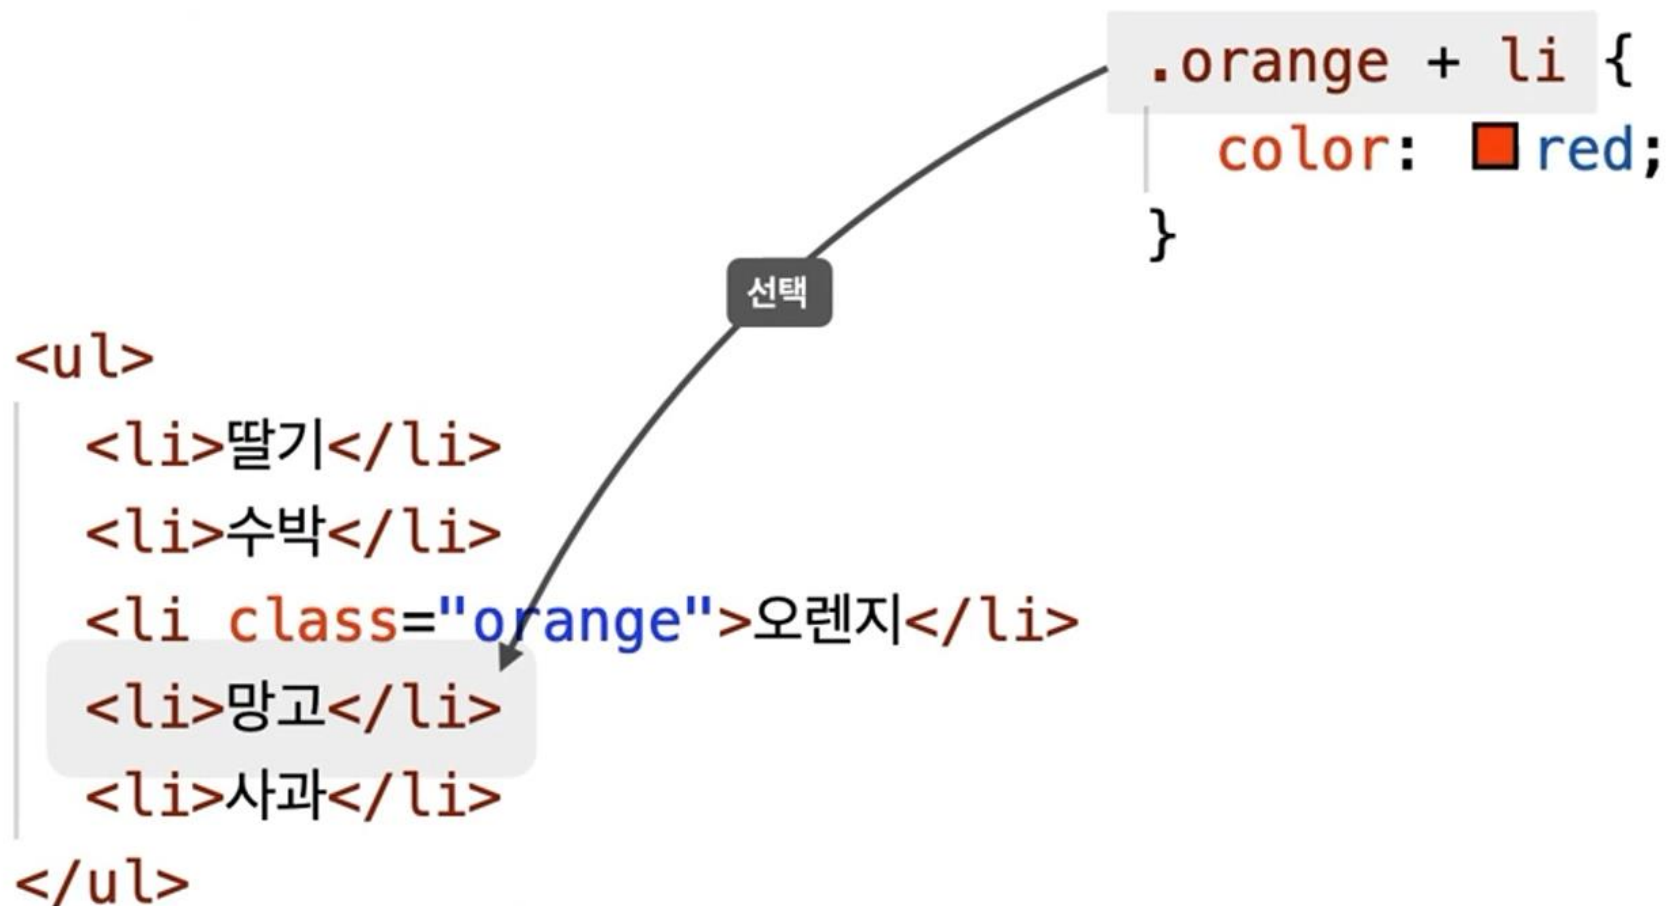 .orange + li {
color: red;
}
선택
<ul>
<li>딸기</li>
<li>수박</li>
<li class="orange">오렌지</li>
<li>망고</li>
<li>사과</li>
</ul>